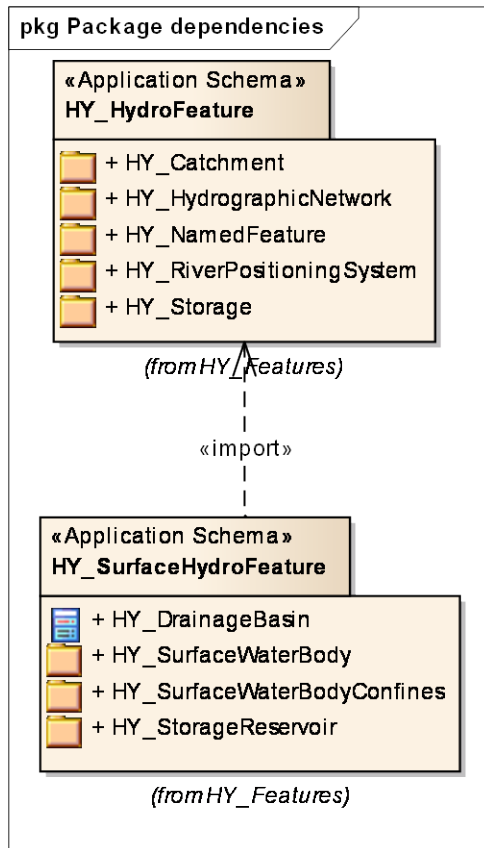 pkg Package dependencies
«Application Schema»
HY_HydroFeature
+ HY_Catchment
+ HY_HydrographicNetwork
+ HY_NamedFeature
+ HY_RiverPositioningSystem
+ HY_Storage
(from HY_Features)
«import»
«Application Schema»
HY_SurfaceHydroFeature
+ HY_DrainageBasin
+ HY_SurfaceWaterBody
+ HY_SurfaceWaterBodyConfines
+ HY_StorageReservoir
(from HY_Features)